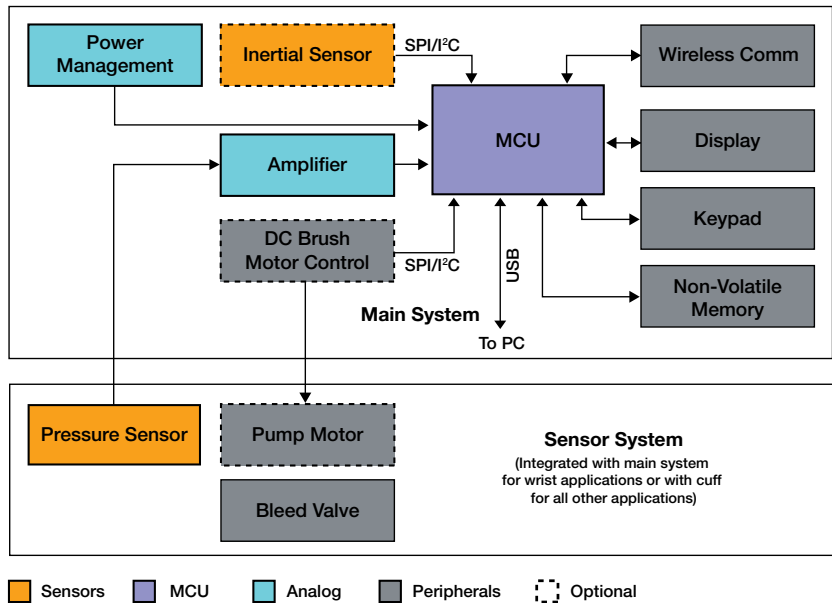 Power
Management
Inertial Sensor
SPI/I²C
Wireless Comm
MCU
Display
Amplifier
Keypad
DC Brush
Motor Control
SPI/I²C
USB
Non-Volatile
Memory
Main System
To PC
Pressure Sensor
Pump Motor
Sensor System
(Integrated with main system
for wrist applications or with cuff
for all other applications)
Bleed Valve
Sensors
MCU
Analog
Peripherals
Optional